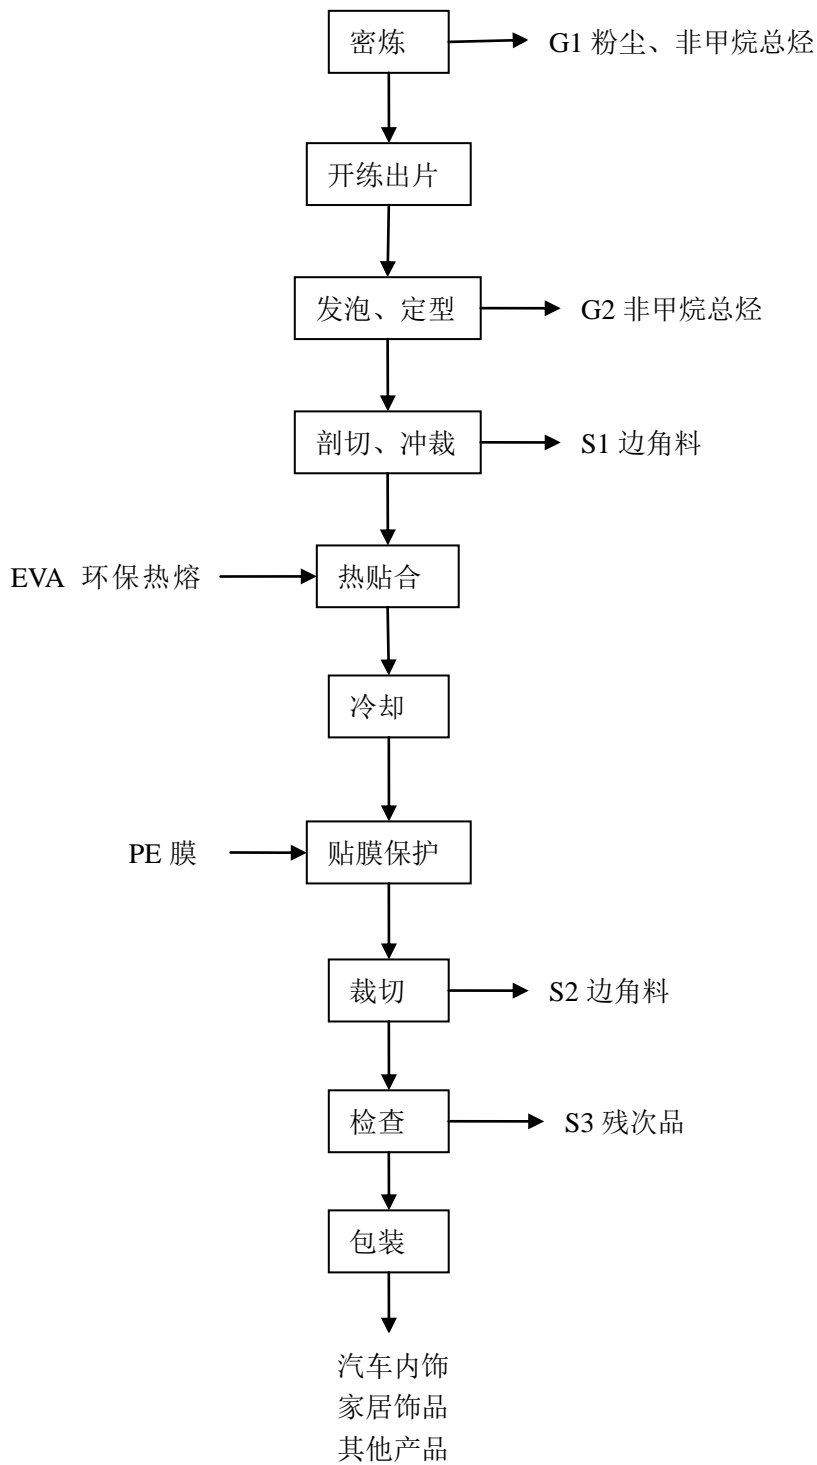 密炼
G1 粉尘、非甲烷总烃
开练出片
发泡、定型
G2 非甲烷总烃
剖切、冲裁
S1 边角料
EVA 环保热熔
热贴合
冷却
PE 膜
贴膜保护
裁切
S2 边角料
检查
S3 残次品
包装
汽车内饰
家居饰品
其他产品